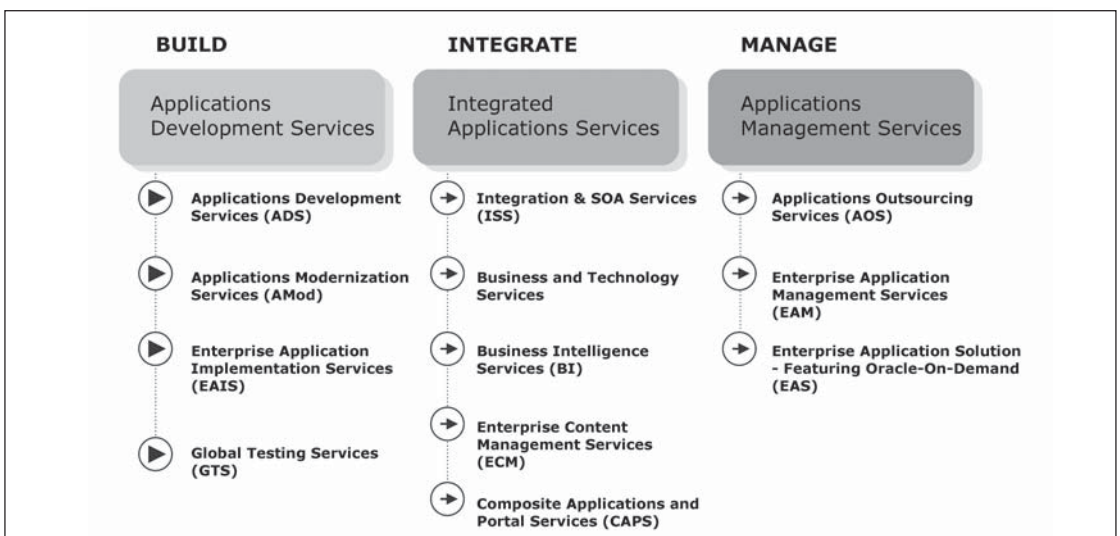 BUILD
Applications
Development Services
Applications Development
Services (ADS)
Applications Modernization
Services (AMod)
Enterprise Application
Implementation Services
(EAIS)
Global Testing Services
(GTS)
INTEGRATE
Integrated
Applications Services
Integration & SOA Services
(ISS)
Business and Technology
Services
Business Intelligence
Services (BI)
Enterprise Content
Management Services
(ECM)
Composite Applications and
Portal Services (CAPS)
MANAGE
Applications
Management Services
Applications Outsourcing
Services (AOS)
Enterprise Application
Management Services
(EAM)
Enterprise Application Solution
- Featuring Oracle-On-Demand
(EAS)